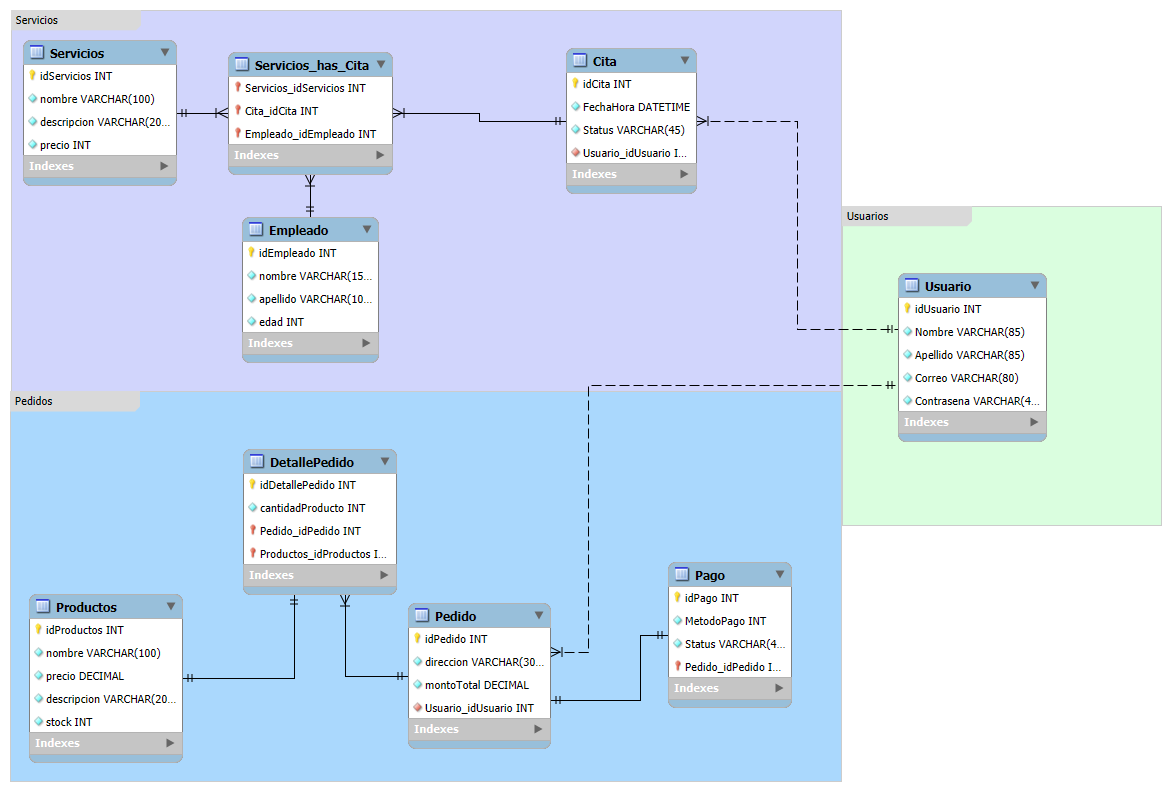 Servicios
Servicios
idServicios INT
nombre VARCHAR(100)
descripcion VARCHAR(20...
precio INT
Indexes
Servicios_has_Cita
Servicios_idServicios INT
Cita_idCita INT
Empleado_idEmpleado INT
Indexes
Cita
idCita INT
FechaHora DATETIME
Status VARCHAR(45)
Usuario_idUsuario I...
Indexes
Empleado
idEmpleado INT
nombre VARCHAR(15...
apellido VARCHAR(10...
edad INT
Indexes
Usuarios
Usuario
idUsuario INT
Nombre VARCHAR(85)
Apellido VARCHAR(85)
Correo VARCHAR(80)
Contrasena VARCHAR(4...
Indexes
Pedidos
DetallePedido
idDetallePedido INT
cantidadProducto INT
Pedido_idPedido INT
Productos_idProductos I...
Indexes
Productos
idProductos INT
nombre VARCHAR(100)
precio DECIMAL
descripcion VARCHAR(20...
stock INT
Indexes
Pedido
idPedido INT
direccion VARCHAR(30...
montoTotal DECIMAL
Usuario_idUsuario INT
Indexes
Pago
idPago INT
MetodoPago INT
Status VARCHAR(4...
Pedido_idPedido I...
Indexes